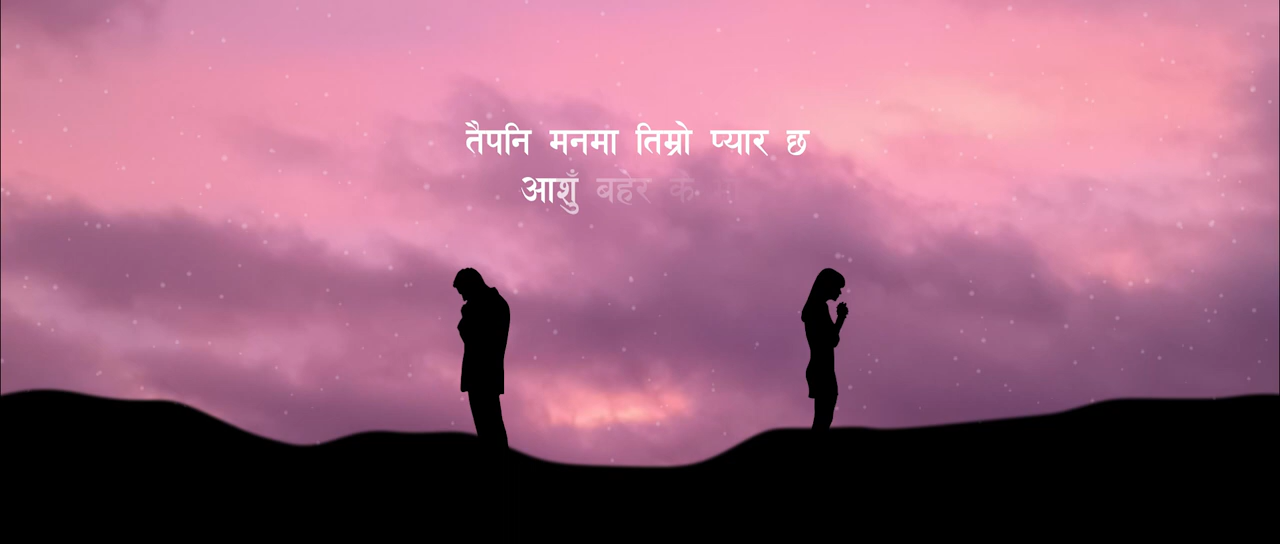 तैपनि मनमा तिम्रो प्यार छ
आशुँ बहेर के